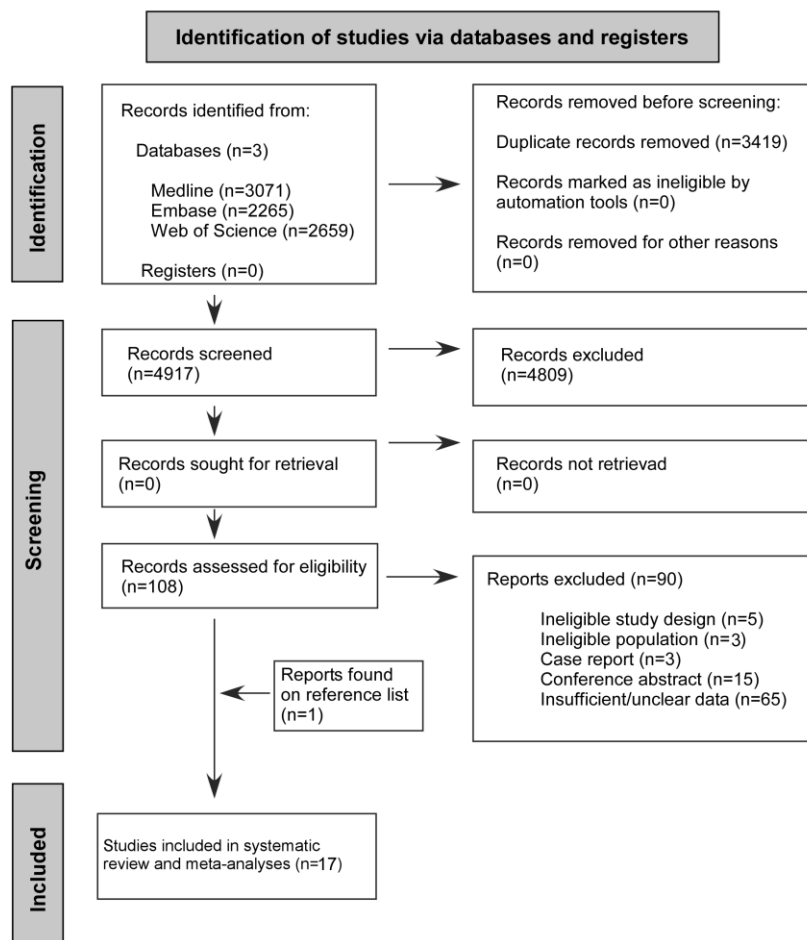 Identification of studies via databases and registers
Identification
Records identified from:
Databases (n=3)
Medline (n=3071)
Embase (n=2265)
Web of Science (n=2659)
Registers (n=0)
Records removed before screening:
Duplicate records removed (n=3419)
Records marked as ineligible by
automation tools (n=0)
Records removed for other reasons
(n=0)
Screening
Records screened
(n=4917)
Records excluded
(n=4809)
Records sought for retrieval
(n=0)
Records not retrievad
(n=0)
Records assessed for eligibility
(n=108)
Reports excluded (n=90)
Ineligible study design (n=5)
Ineligible population (n=3)
Case report (n=3)
Conference abstract (n=15)
Insufficient/unclear data (n=65)
Reports found
on reference list
(n=1)
Included
Studies included in systematic
review and meta-analyses (n=17)